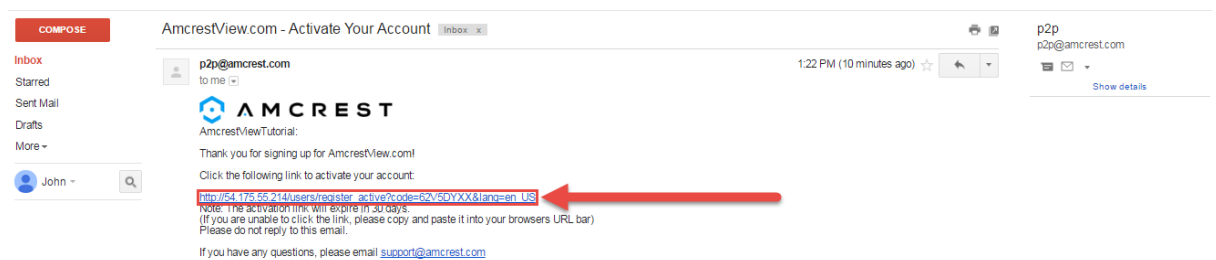 COMPOSE
Inbox
Starred
Sent Mail
Drafts
More
John
AmcrestView.com - Activate Your Account
Inbox x
p2p@amcrest.com
1:22 PM (10 minutes ago)
to me
AMCREST
AmcrestViewTutorial:
Thank you for signing up for AmcrestView.com!
Click the following link to activate your account:
http://54.175.55.214/users/register_active?code=62V5DYXX&lang=en_US
Note: The activation link will expire in 30 days.
(If you are unable to click the link, please copy and paste it into your browsers URL bar)
Please do not reply to this email.
If you have any questions, please email support@amcrest.com
p2p
p2p@amcrest.com
Show details